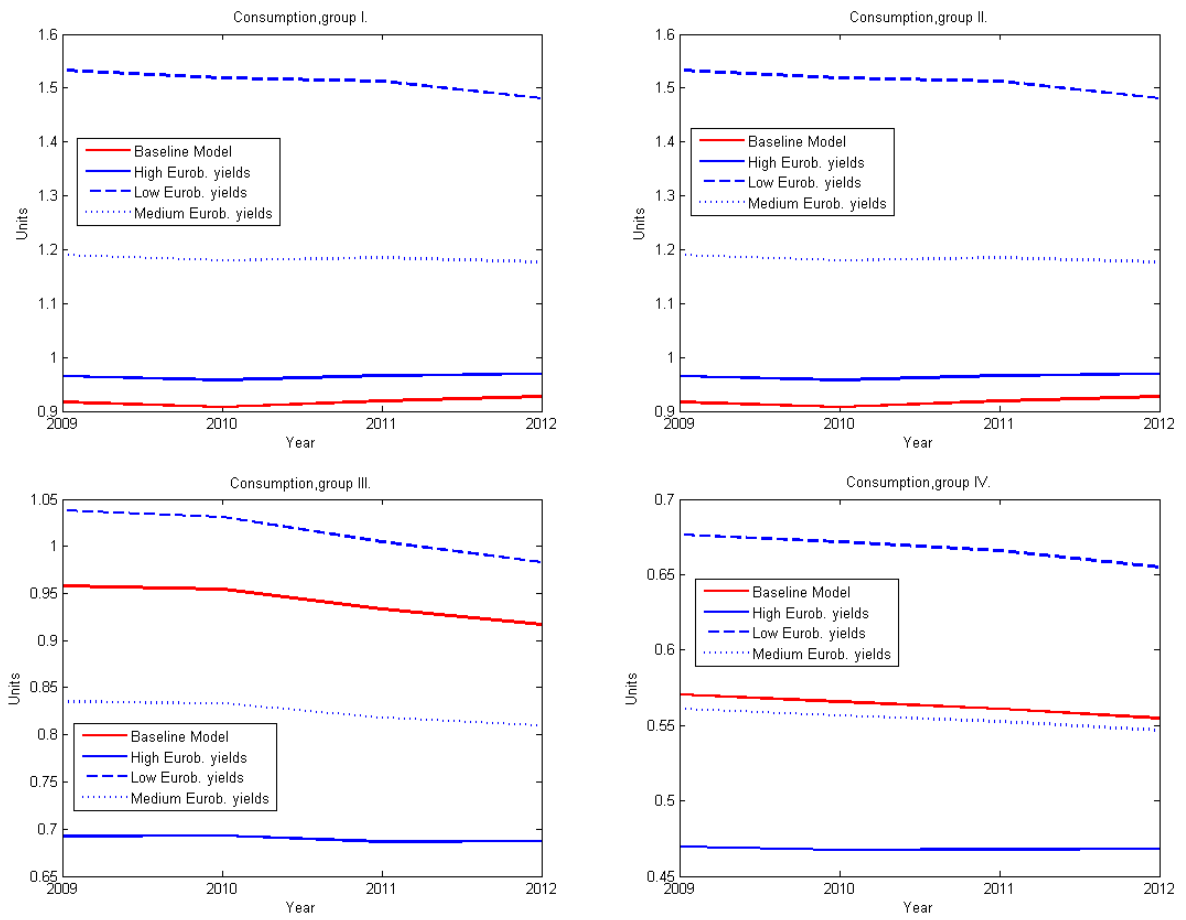 Consumption,group I.
1.6
1.5
1.4
1.3
1.2
1.1
1
0.9
Units
Baseline Model
High Eurob. yields
Low Eurob. yields
Medium Eurob. yields
2009
2010
2011
2012
Year
Consumption,group II.
1.6
1.5
1.4
1.3
1.2
1.1
1
0.9
Units
Baseline Model
High Eurob. yields
Low Eurob. yields
Medium Eurob. yields
2009
2010
2011
2012
Year
Consumption,group III.
1.05
1
0.95
0.9
0.85
0.8
0.75
0.7
0.65
Units
Baseline Model
High Eurob. yields
Low Eurob. yields
Medium Eurob. yields
2009
2010
2011
2012
Year
Consumption,group IV.
0.7
0.65
0.6
0.55
0.5
0.45
Units
Baseline Model
High Eurob. yields
Low Eurob. yields
Medium Eurob. yields
2009
2010
2011
2012
Year